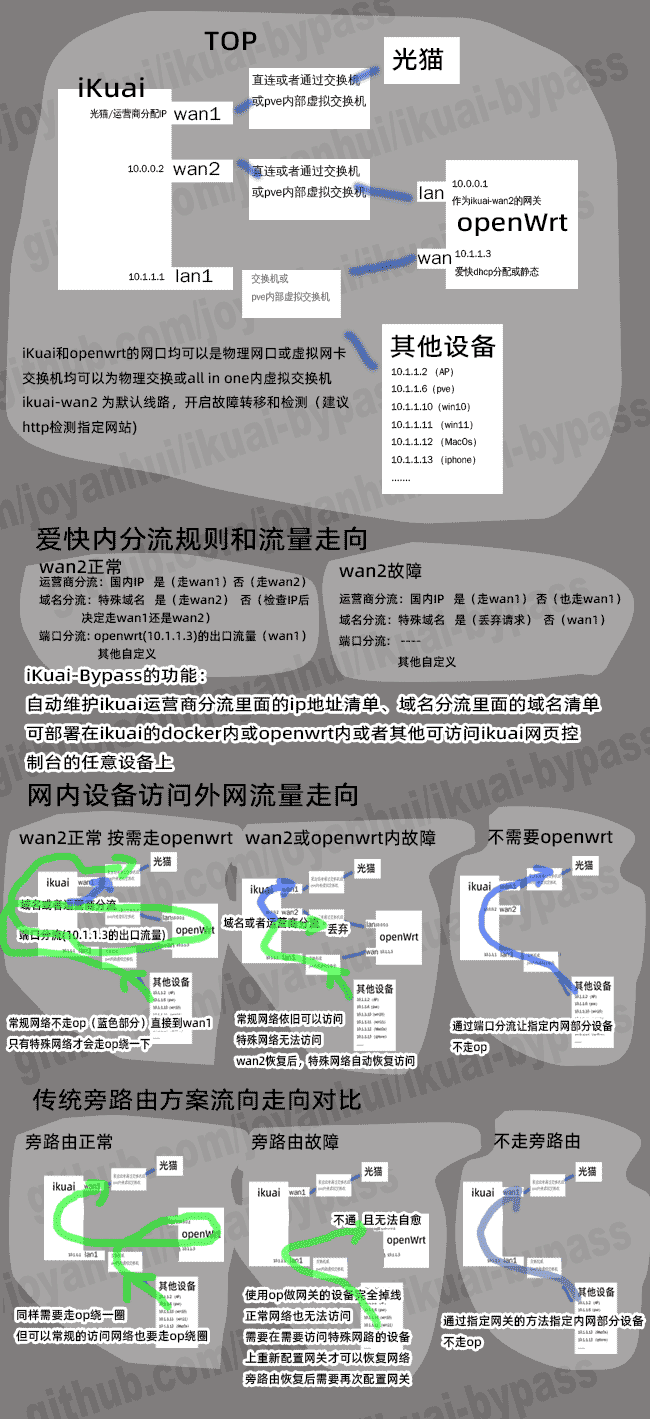 TOP
光猫
iKuai
直连或者通过交换机
或pve内部虚拟交换机
光猫/运营商分配IP
wan1
10.0.0.2
wan2
直连或者通过交换机
或pve内部虚拟交换机
lan
10.0.0.1
作为ikuai-wan2的网关
openWrt
wan
10.1.1.3
爱快dhcp分配或静态
10.1.1.1
lan1
交换机或
pve内部虚拟交换机
iKuai和openwrt的网口均可以是物理网口或虚拟网卡
交换机均可以为物理交换或all in one内虚拟交换机
ikuai-wan2 为默认线路，开启故障转移和检测（建议
http检测指定网站)
其他设备
10.1.1.2 （AP）
10.1.1.6（pve）
10.1.1.10（win10）
10.1.1.11 （win11）
10.1.1.12 （MacOs）
10.1.1.13 （iphone）
.......
爱快内分流规则和流量走向
wan2正常
运营商分流：国内IP 是（走wan1）否（走wan2）
域名分流：特殊域名 是（走wan2） 否（检查IP后
决定走wan1还是wan2）
端口分流: openwrt(10.1.1.3)的出口流量（wan1）
其他自定义
wan2故障
运营商分流：国内IP 是（走wan1）否（也走wan1）
域名分流：特殊域名 是（丢弃请求） 否（wan1）
端口分流： ----
其他自定义
iKuai-Bypass的功能：
自动维护ikuai运营商分流里面的ip地址清单、域名分流里面的域名清单
可部署在ikuai的docker内或openwrt内或者其他可访问ikuai网页控
制台的任意设备上
网内设备访问外网流量走向
wan2正常 按需走openwrt
光猫
ikuai
wan1
域名或者运营商分流
lan
端口分流(10.1.1.3的出口流量)
openWrt
其他设备
常规网络不走op（蓝色部分）直接到wan1
只有特殊网络才会走op绕一下
wan2或openwrt内故障
光猫
ikuai
wan1
wan2
域名或者运营商分流
丢弃
lan
openWrt
wan
lan1
其他设备
常规网络依旧可以访问
特殊网络无法访问
wan2恢复后，特殊网络自动恢复访问
不需要openwrt
光猫
ikuai
wan1
wan2
lan1
其他设备
通过端口分流让指定内网部分设备
不走op
传统旁路由方案流向走向对比
旁路由正常
光猫
ikuai
wan1
openWrt
lan1
其他设备
同样需要走op绕一圈
但可以常规的访问网络也要走op绕圈
旁路由故障
光猫
ikuai
wan1
不通 且无法自愈
openWrt
lan1
其他设备
使用op做网关的设备完全掉线
正常网络也无法访问
需要在需要访问特殊网路的设备
上重新配置网关才可以恢复网络
旁路由恢复后需要再次配置网关
不走旁路由
光猫
ikuai
wan1
lan1
其他设备
通过指定网关的方法指定内网部分设备
不走op
github.com/joyanhui/ikuai-bypass